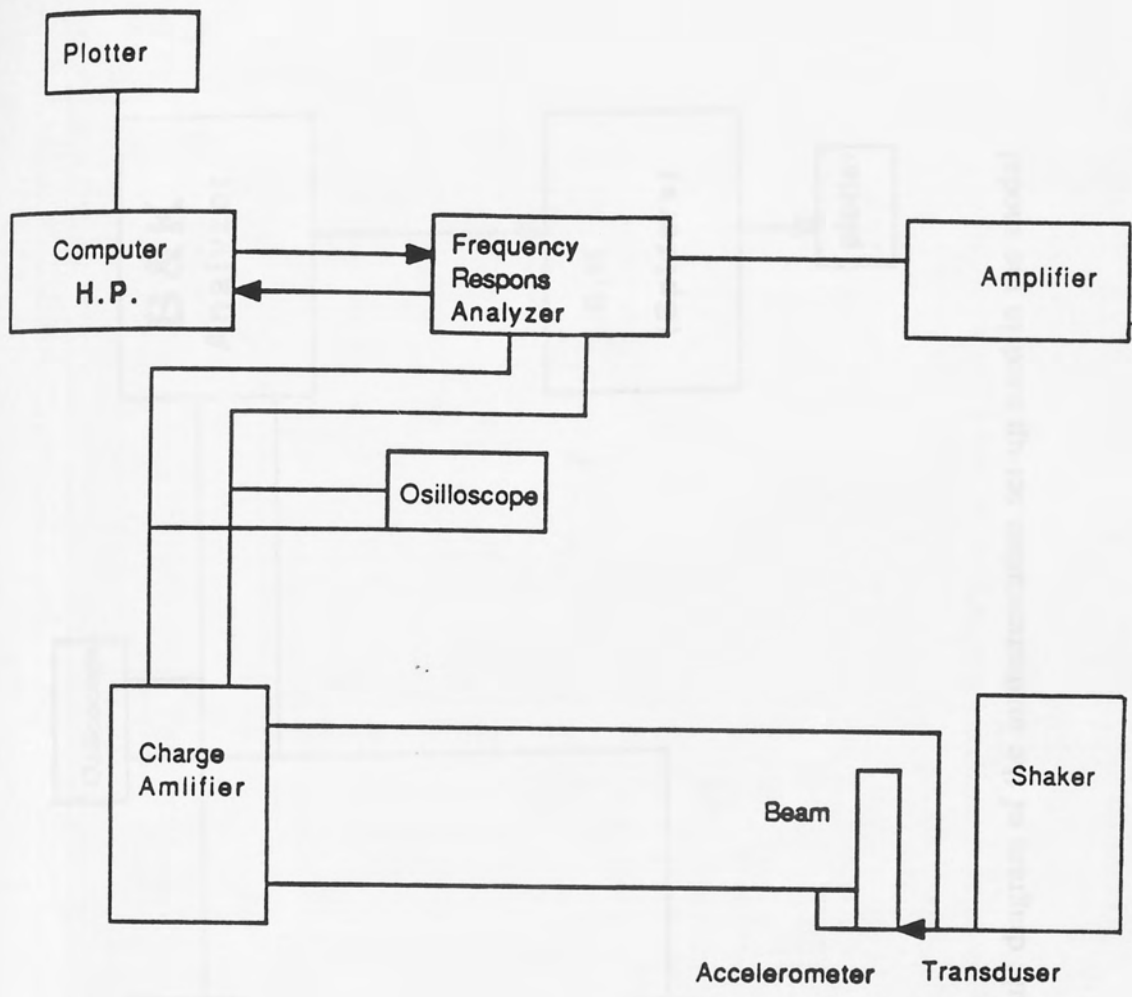 Plotter
Computer
H.P.
Frequency
Respons
Analyzer
Amplifier
Osilloscope
Charge
Amlifier
Beam
Shaker
Accelerometer
Transduser